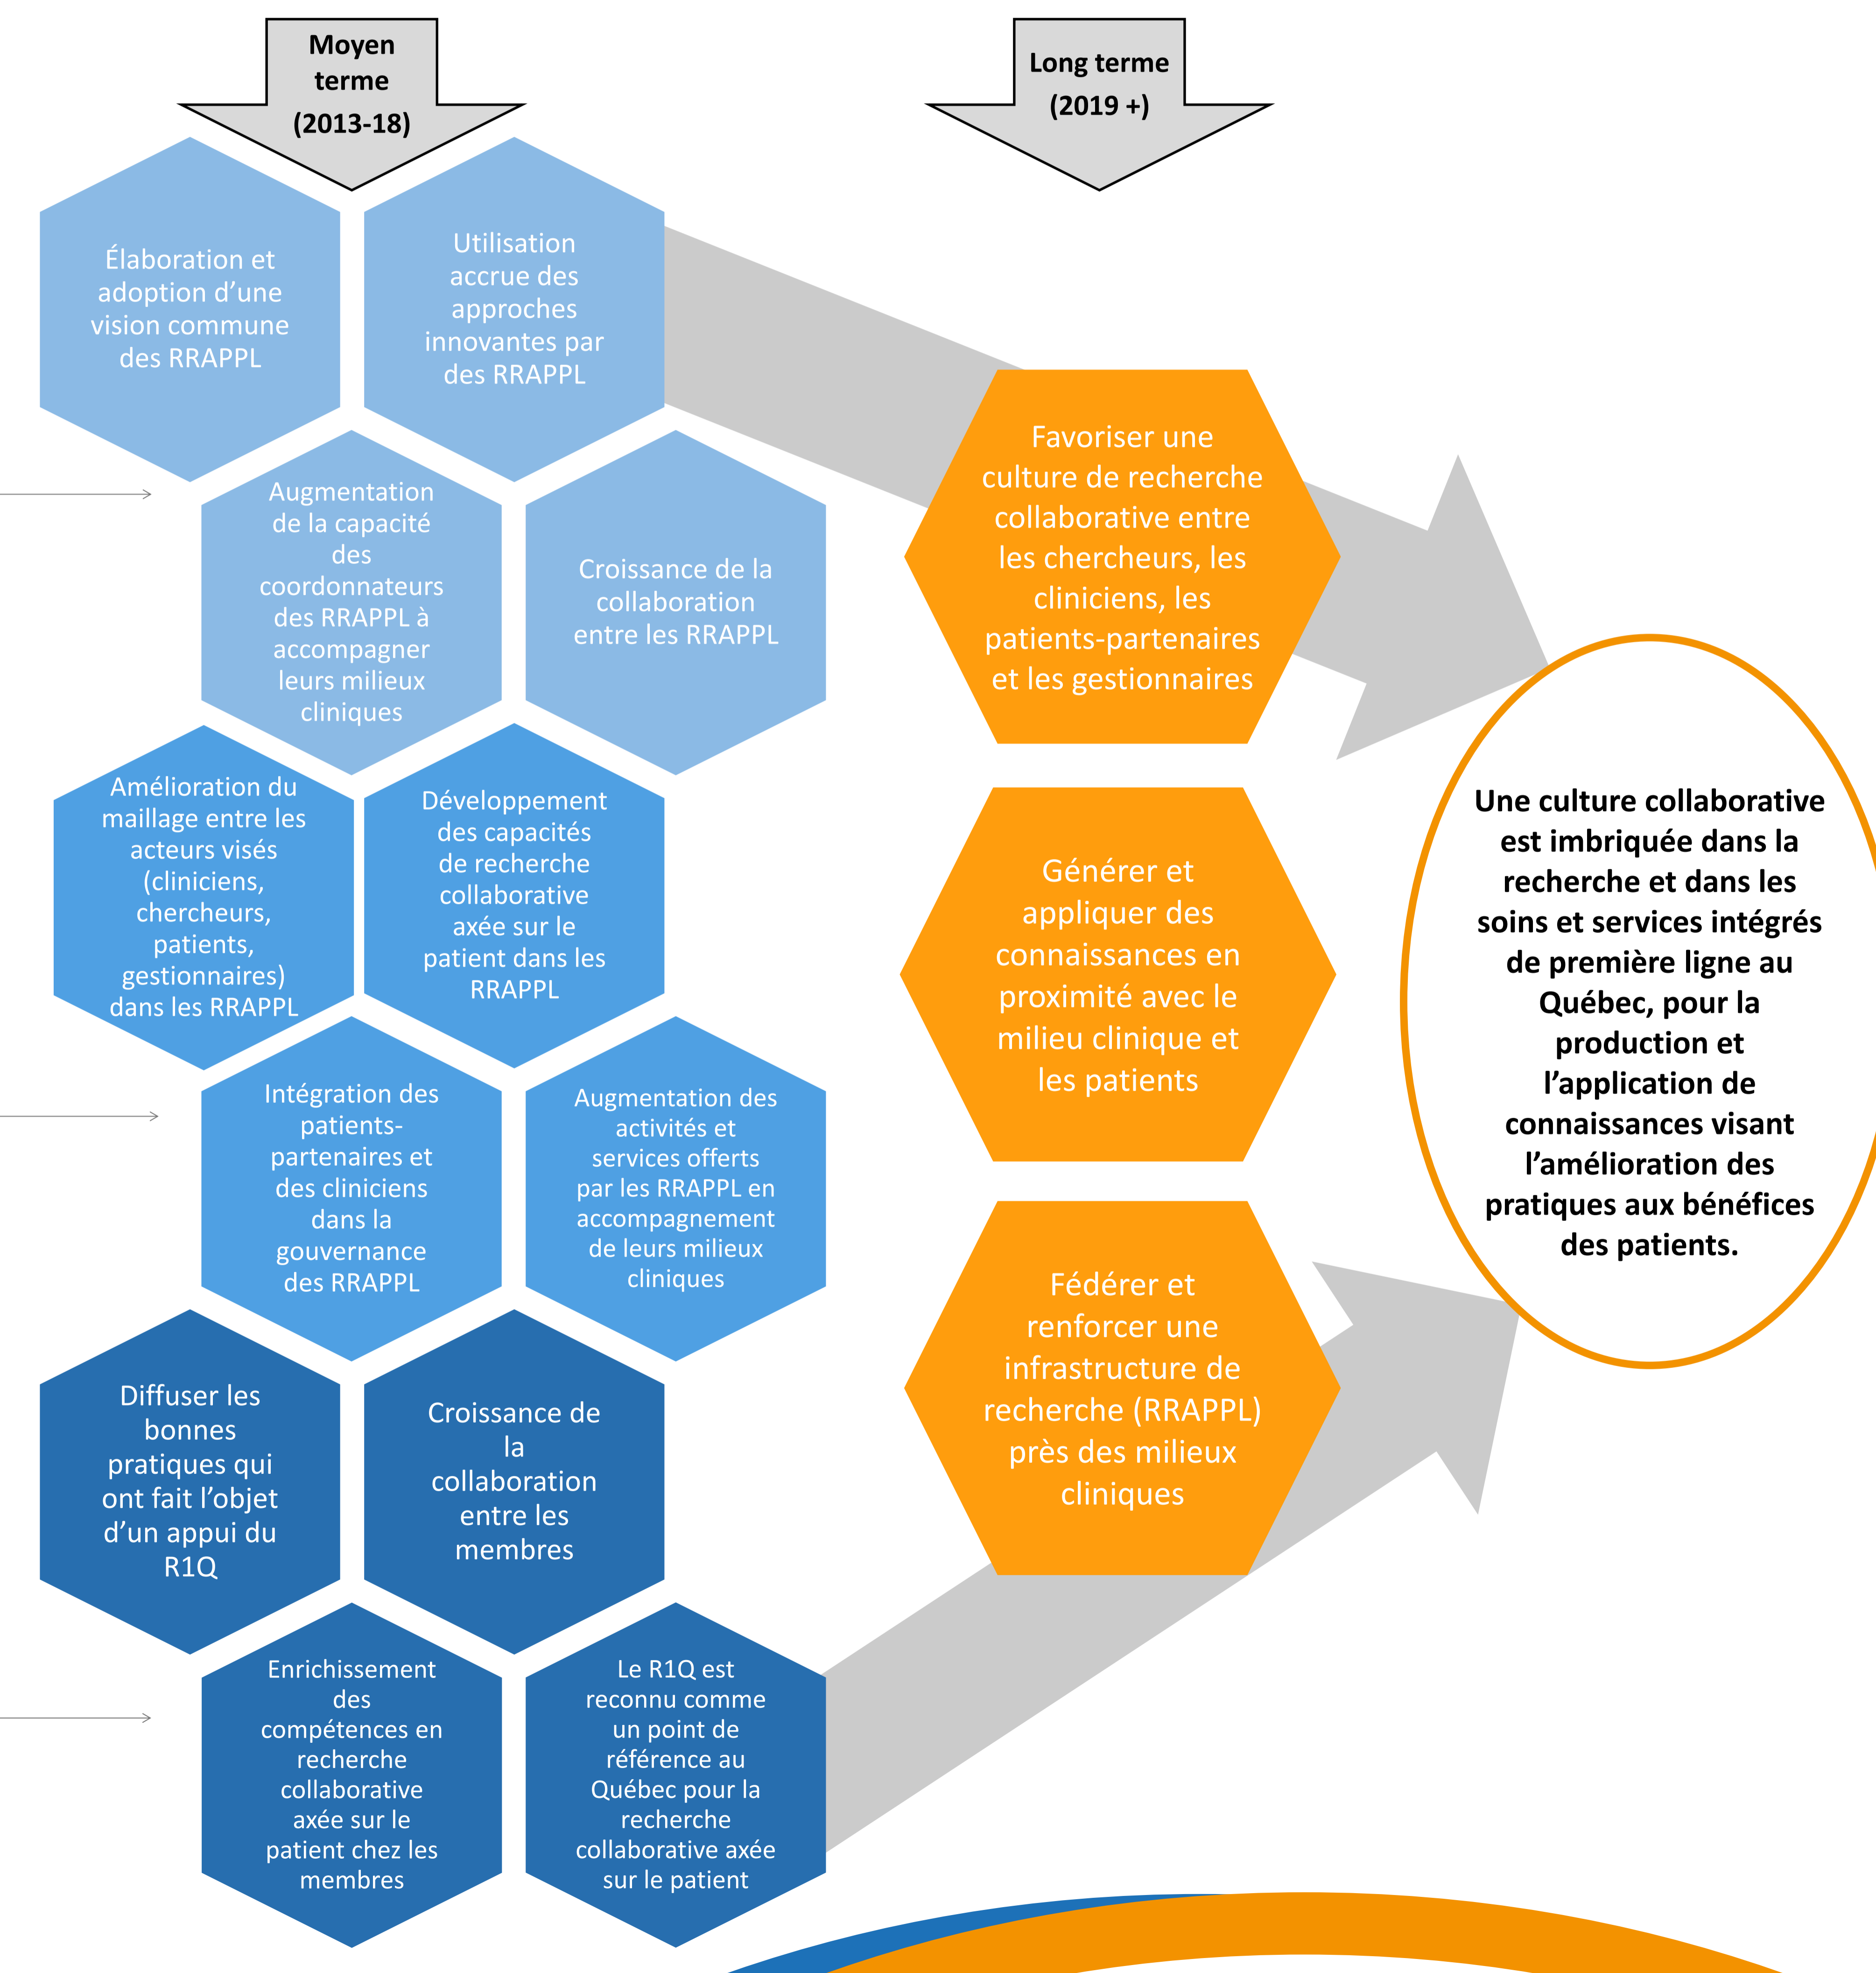 Moyen
terme
(2013-18)
Long terme
(2019 +)
Élaboration et
adoption d’une
vision commune
des RRAPPL
Utilisation
accrue des
approches
innovantes par
des RRAPPL
Augmentation
de la capacité
des
coordonnateurs
des RRAPPL à
accompagner
leurs milieux
cliniques
Croissance de la
collaboration
entre les RRAPPL
Amélioration du
maillage entre les
acteurs visés
(cliniciens,
chercheurs,
patients,
gestionnaires)
dans les RRAPPL
Développement
des capacités
de recherche
collaborative
axée sur le
patient dans les
RRAPPL
Intégration des
patients-
partenaires et
des cliniciens
dans la
gouvernance
des RRAPPL
Augmentation des
activités et
services offerts
par les RRAPPL en
accompagnement
de leurs milieux
cliniques
Diffuser les
bonnes
pratiques qui
ont fait l’objet
d’un appui du
R1Q
Croissance de
la
collaboration
entre les
membres
Enrichissement
des
compétences en
recherche
collaborative
axée sur le
patient chez les
membres
Le R1Q est
reconnu comme
un point de
référence au
Québec pour la
recherche
collaborative axée
sur le patient
Favoriser une
culture de recherche
collaborative entre
les chercheurs, les
cliniciens, les
patients-partenaires
et les gestionnaires
Générer et
appliquer des
connaissances en
proximité avec le
milieu clinique et
les patients
Fédérer et
renforcer une
infrastructure de
recherche (RRAPPL)
près des milieux
cliniques
Une culture collaborative
est imbriquée dans la
recherche et dans les
soins et services intégrés
de première ligne au
Québec, pour la
production et
l’application de
connaissances visant
l’amélioration des
pratiques aux bénéfices
des patients.